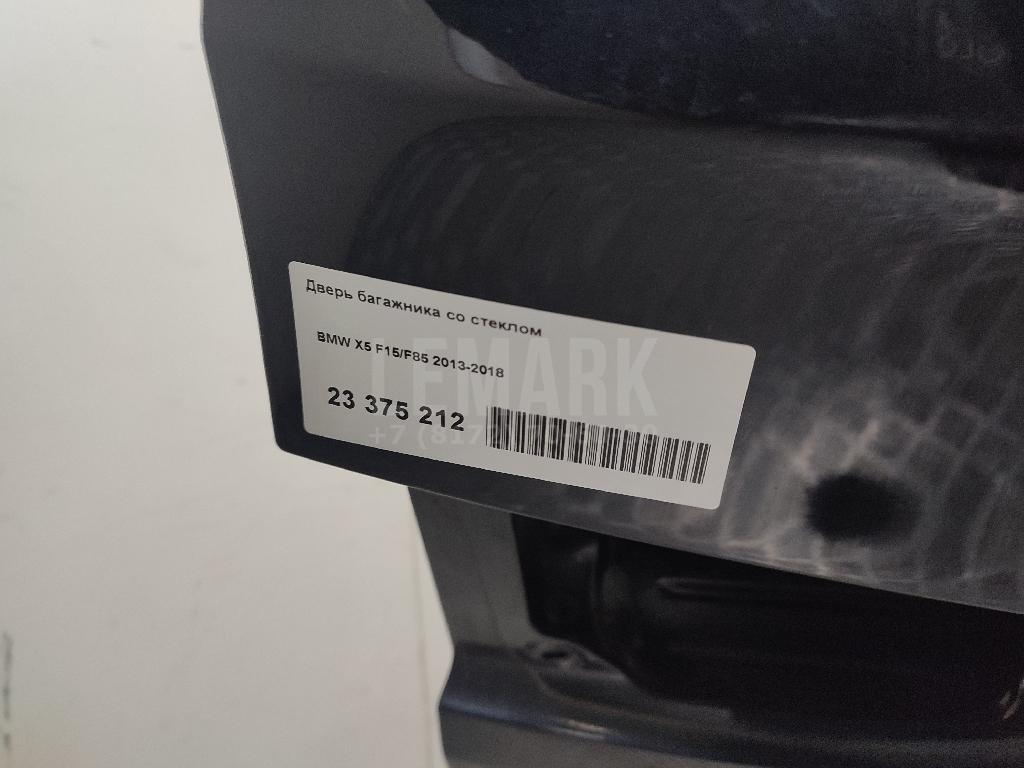 Дверь багажника со стеклом
BMW X5 F15/F85 2013-2018
23 375 212
LEMARK